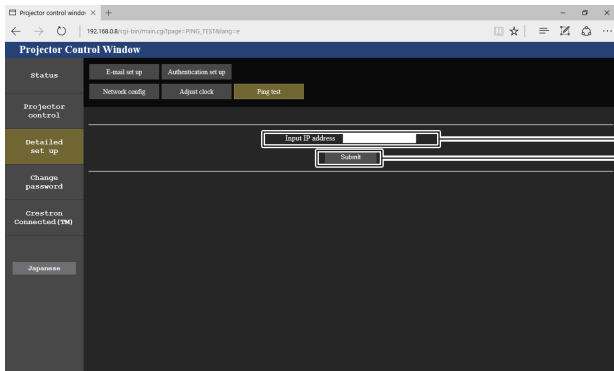 Projector control windov
192.168.0.8/cgi-bin/main.cgi?page=PING_TEST&lang=e
Projector Control Window
Status
E-mail set up
Authentication set up
Network config
Adjust clock
Ping test
Projector
control
Input IP address
Detailed
set up
Submit
Change
password
Crestron
Connected(TM)
Japanese